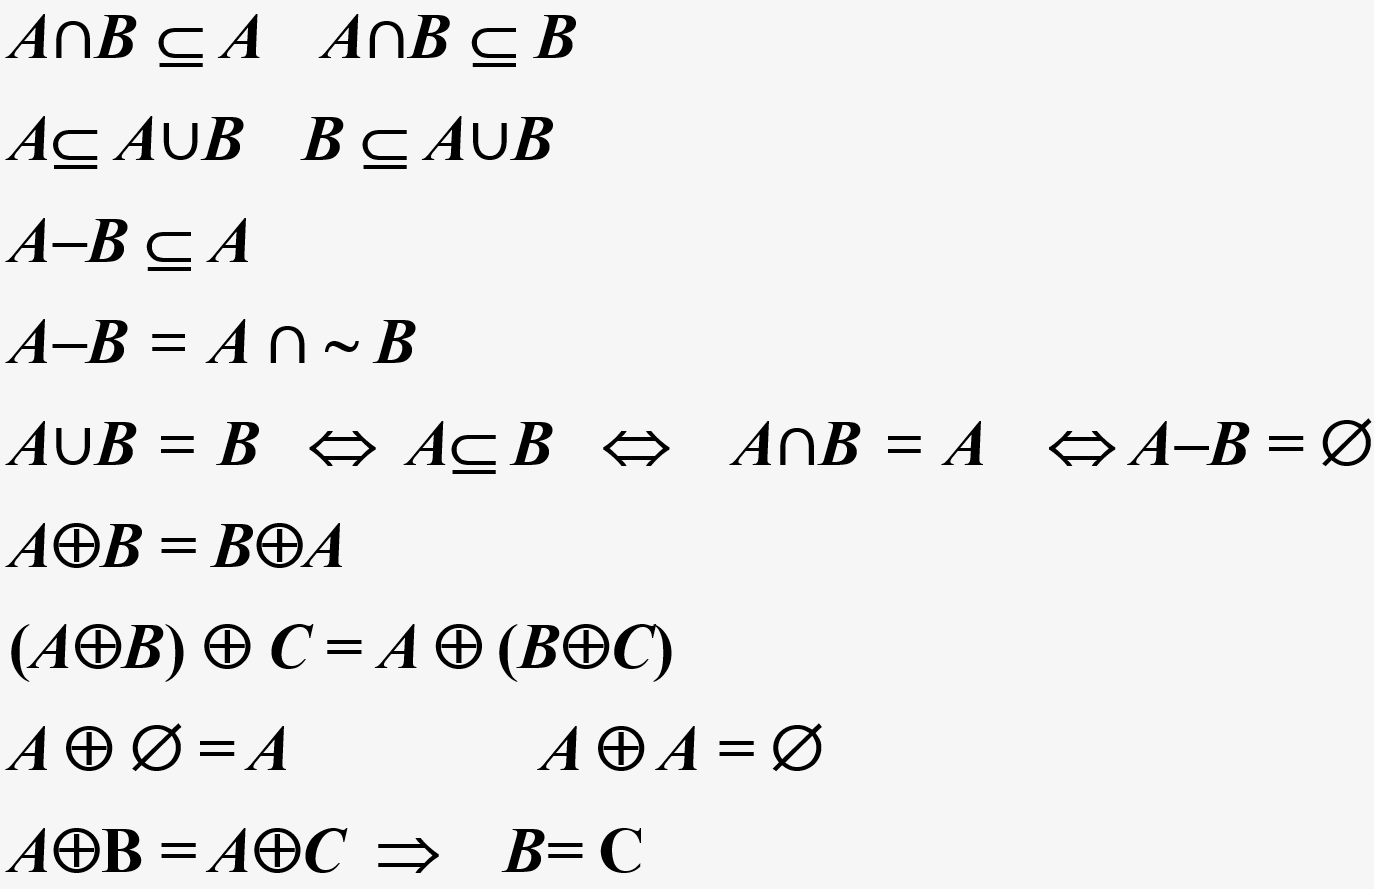 A∩B ⊆ A A∩B ⊆ B
A⊆ A∪B B ⊆ A∪B
A−B ⊆ A
A−B = A ∩ ~ B
A∪B = B ⇔ A⊆ B ⇔ A∩B = A ⇔ A−B = ∅
A⊕B = B⊕A
(A⊕B) ⊕ C = A ⊕ (B⊕C)
A ⊕ ∅ = A A ⊕ A = ∅
A⊕B = A⊕C ⇒ B= C